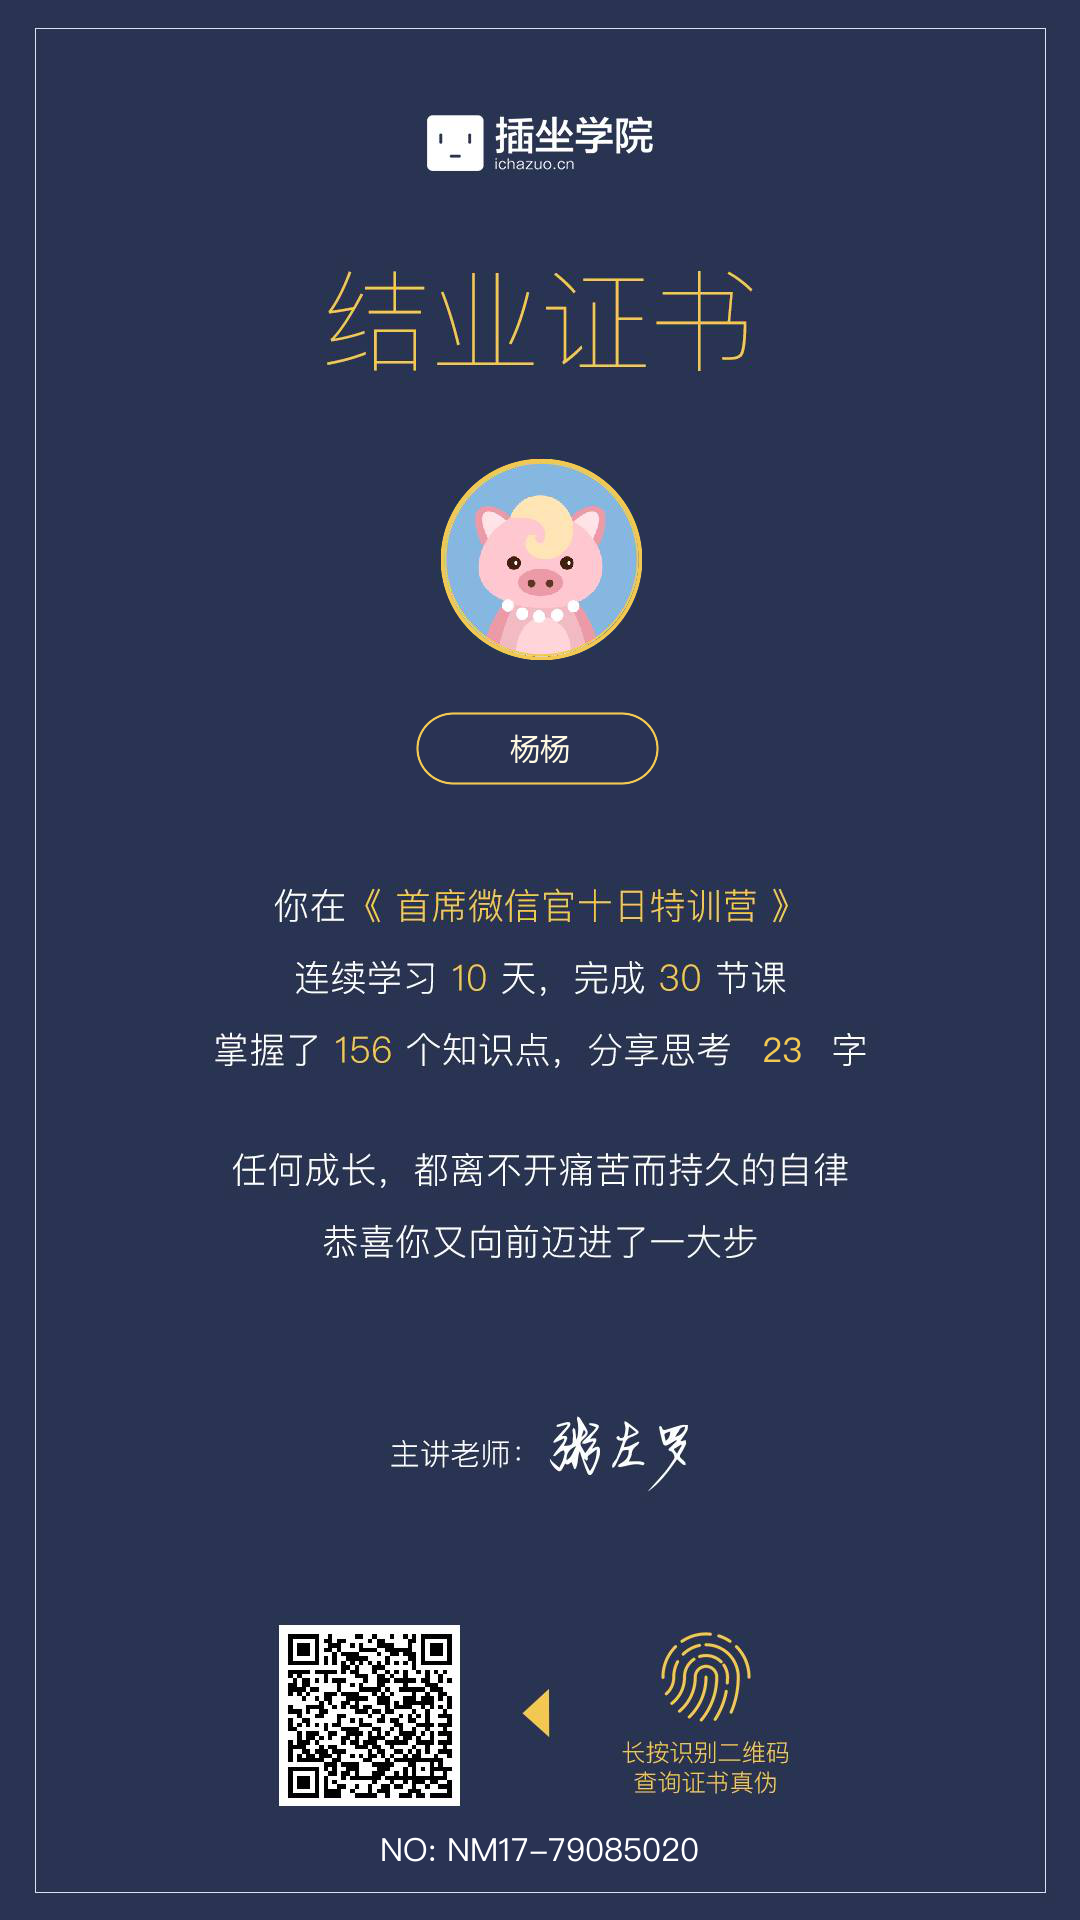 插坐学院
ichazuo.cn
结业证书
杨杨
你在《 首席微信官十日特训营 》
连续学习 10 天，完成 30 节课
掌握了 156 个知识点，分享思考 23 字
任何成长，都离不开痛苦而持久的自律
恭喜你又向前迈进了一大步
主讲老师：粥左罗
长按识别二维码
查询证书真伪
NO: NM17-79085020